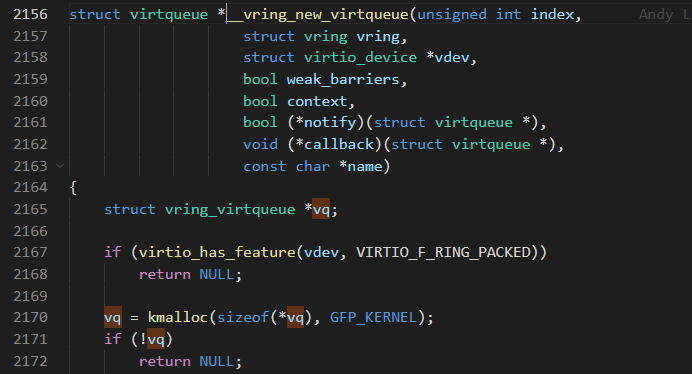 2156 struct virtqueue *__vring_new_virtqueue(unsigned int index, Andy L
2157 struct vring vring,
2158 struct virtio_device *vdev,
2159 bool weak_barriers,
2160 bool context,
2161 bool (*notify)(struct virtqueue *),
2162 void (*callback)(struct virtqueue *),
2163 const char *name)
2164 {
2165 struct vring_virtqueue *vq;
2166
2167 if (virtio_has_feature(vdev, VIRTIO_F_RING_PACKED))
2168 return NULL;
2169
2170 vq = kmalloc(sizeof(*vq), GFP_KERNEL);
2171 if (!vq)
2172 return NULL;